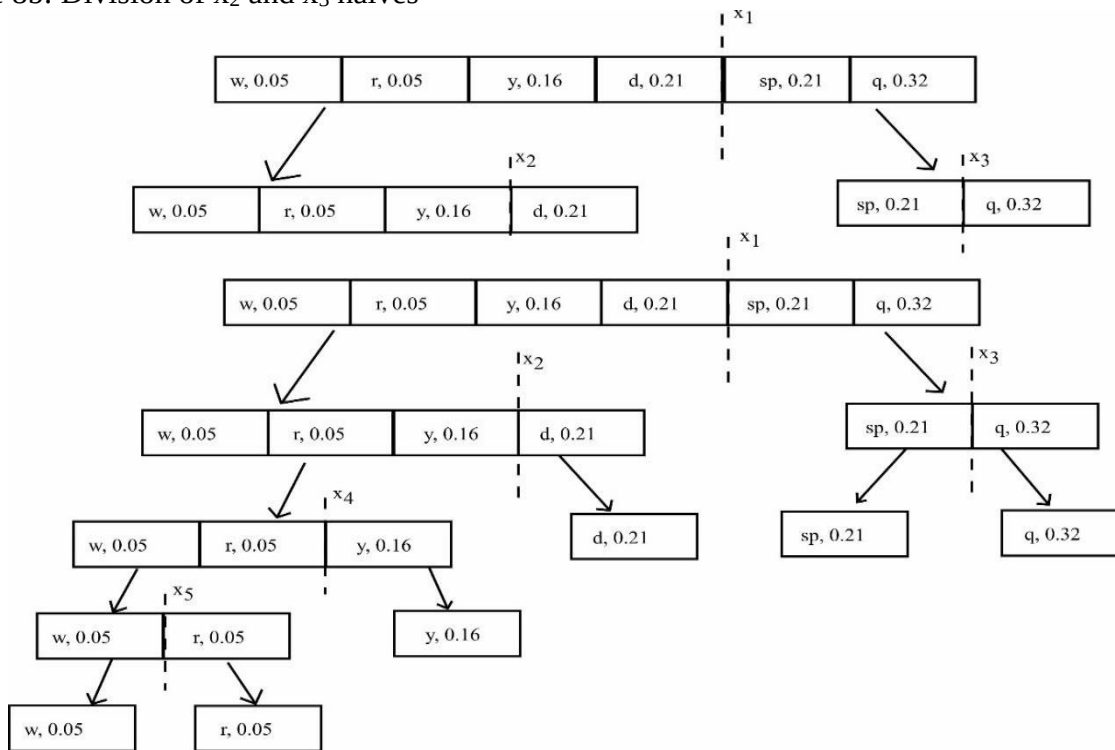 85: Division of x2 and x3 halves
x1
w, 0.05 r, 0.05 y, 0.16 d, 0.21 sp, 0.21 q, 0.32
x2 x3
w, 0.05 r, 0.05 y, 0.16 d, 0.21 sp, 0.21 q, 0.32
x1
w, 0.05 r, 0.05 y, 0.16 d, 0.21 sp, 0.21 q, 0.32
x2 x3
w, 0.05 r, 0.05 y, 0.16 d, 0.21 sp, 0.21 q, 0.32
x4
w, 0.05 r, 0.05 y, 0.16 d, 0.21 sp, 0.21 q, 0.32
x5
w, 0.05 r, 0.05 y, 0.16
w, 0.05 r, 0.05